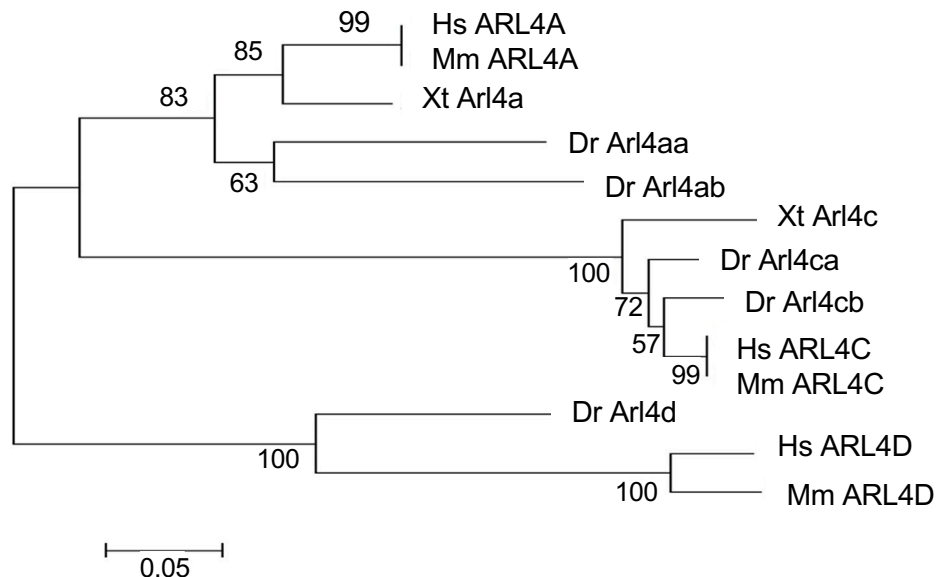 99
Hs ARL4A
85
Mm ARL4A
83
Xt Arl4a
Dr Arl4aa
63
Dr Arl4ab
Xt Arl4c
100
Dr Arl4ca
72
Dr Arl4cb
57
Hs ARL4C
99
Mm ARL4C
Dr Arl4d
100
Hs ARL4D
100
Mm ARL4D
0.05